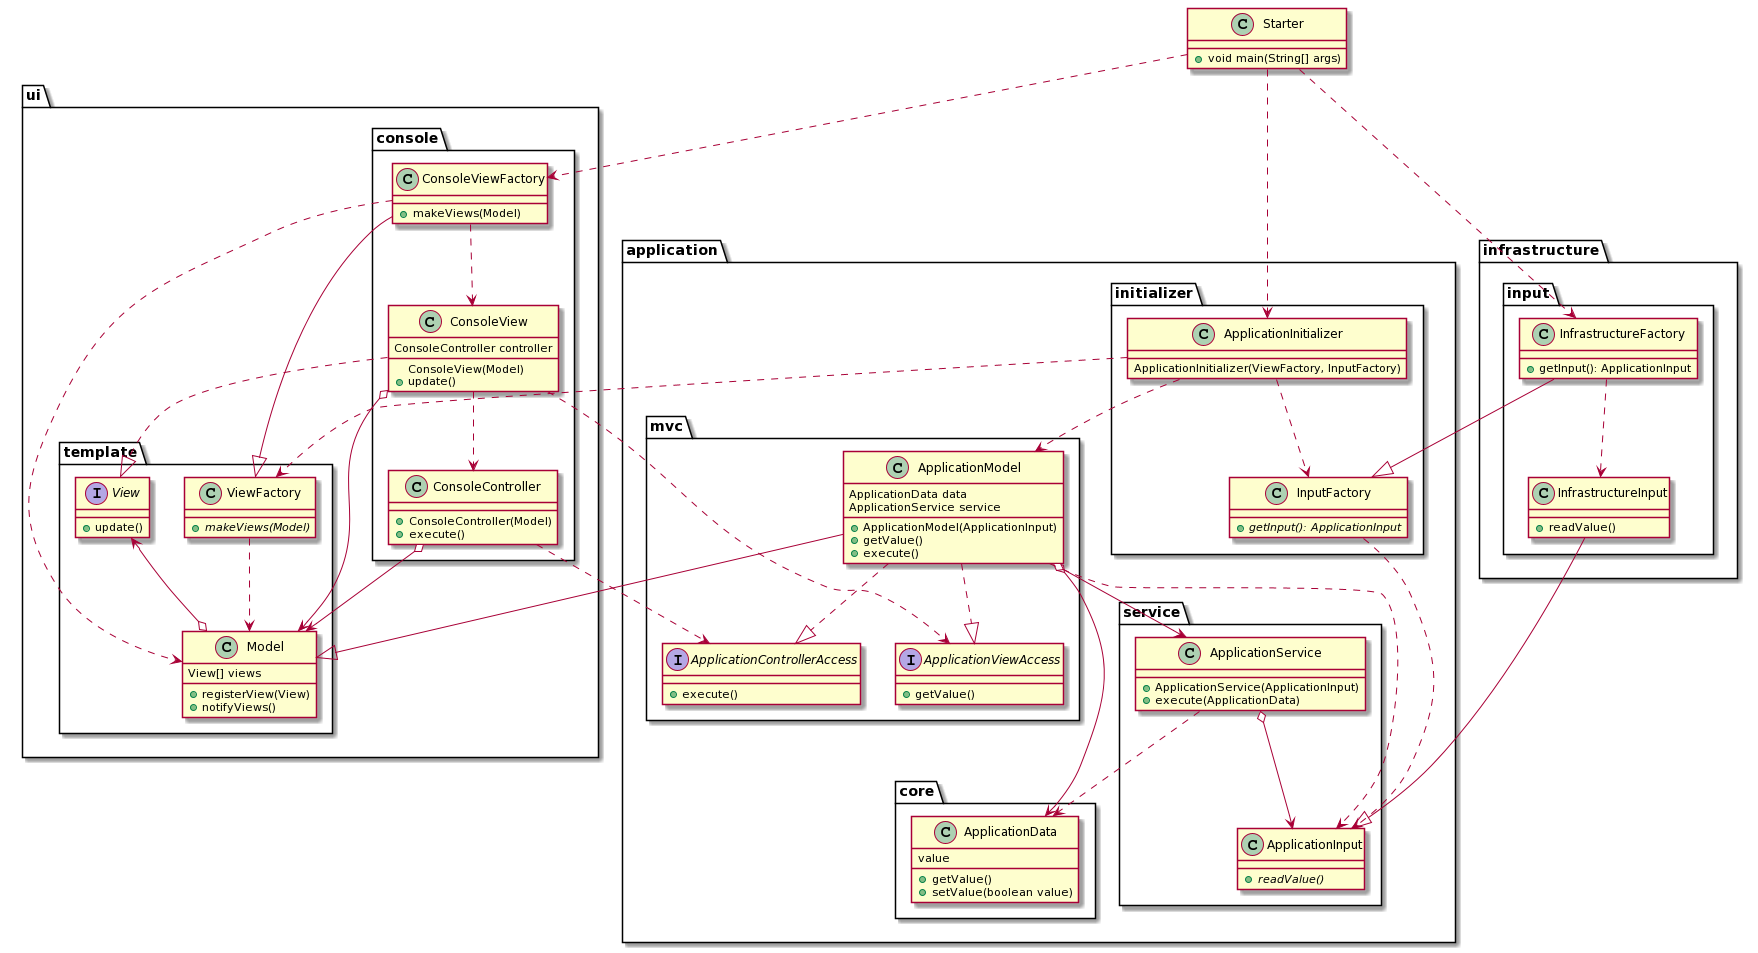 C Starter
void main(String[] args)
ui
console
C ConsoleViewFactory
makeViews(Model)
C ConsoleView
ConsoleController controller
ConsoleView(Model)
update()
C ConsoleController
ConsoleController(Model)
execute()
template
I View
update()
C ViewFactory
makeViews(Model)
C Model
View[] views
registerView(View)
notifyViews()
application
initializer
C ApplicationInitializer
ApplicationInitializer(ViewFactory, InputFactory)
C InputFactory
getInput(): ApplicationInput
mvc
C ApplicationModel
ApplicationData data
ApplicationService service
ApplicationModel(ApplicationInput)
getValue()
execute()
I ApplicationControllerAccess
execute()
I ApplicationViewAccess
getValue()
service
C ApplicationService
ApplicationService(ApplicationInput)
execute(ApplicationData)
C ApplicationInput
readValue()
core
C ApplicationData
value
getValue()
setValue(boolean value)
infrastructure
input
C InfrastructureFactory
getInput(): ApplicationInput
C InfrastructureInput
readValue()